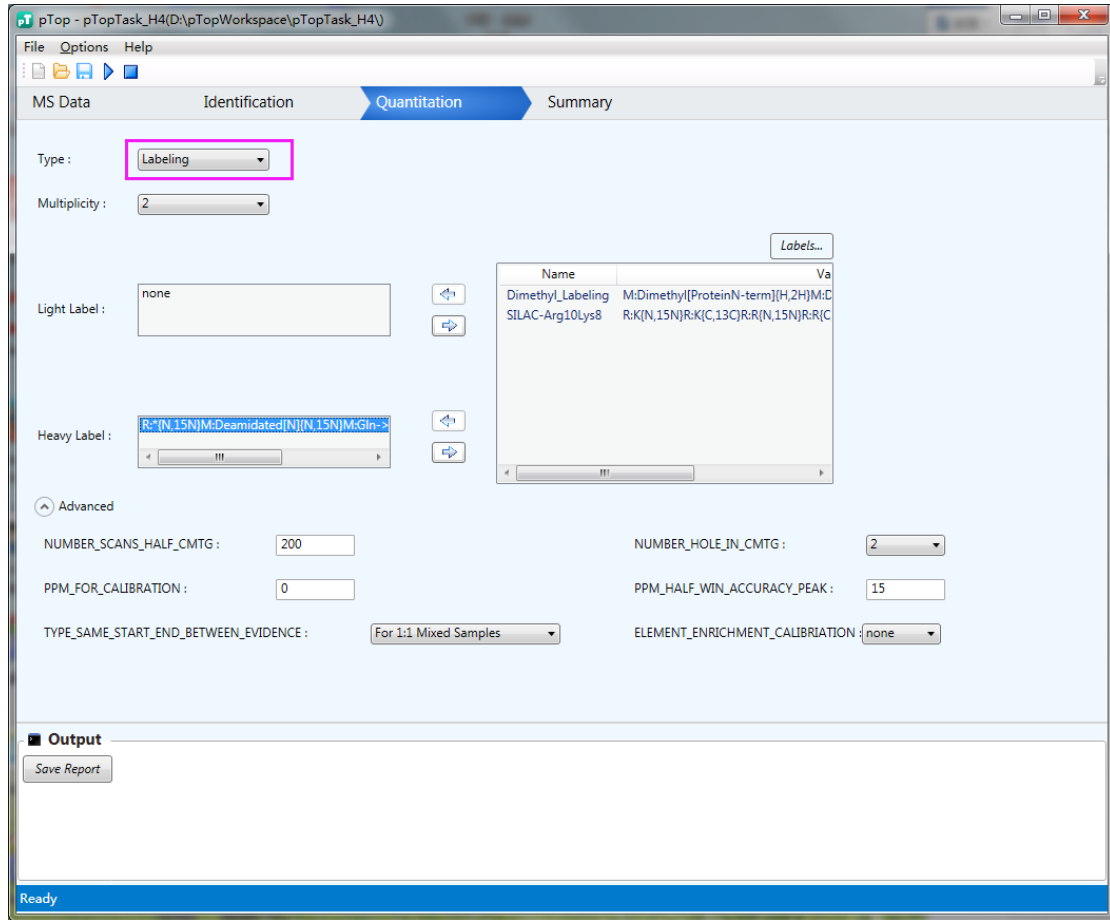 pT pTop - pTopTask_H4(D:\pTopWorkspace\pTopTask_H4\)
File Options Help
MS Data Identification Quantitation Summary
Type : Labeling
Multiplicity : 2
Labels...
Name Va
Light Label : none
Dimethyl_Labeling M:Dimethyl[ProteinN-term]{H,2H}M:D
SILAC-Arg10Lys8 R:K{N,15N}R:K{C,13C}R:R{N,15N}R:R{C
Heavy Label : R:*{N,15N}M:Deamidated[N]{N,15N}M:Gln->
Advanced
NUMBER_SCANS_HALF_CMTG : 200 NUMBER_HOLE_IN_CMTG : 2
PPM_FOR_CALIBRATION : 0 PPM_HALF_WIN_ACCURACY_PEAK : 15
TYPE_SAME_START_END_BETWEEN_EVIDENCE : For 1:1 Mixed Samples ELEMENT_ENRICHMENT_CALIBRIATION : none
Output
Save Report
Ready